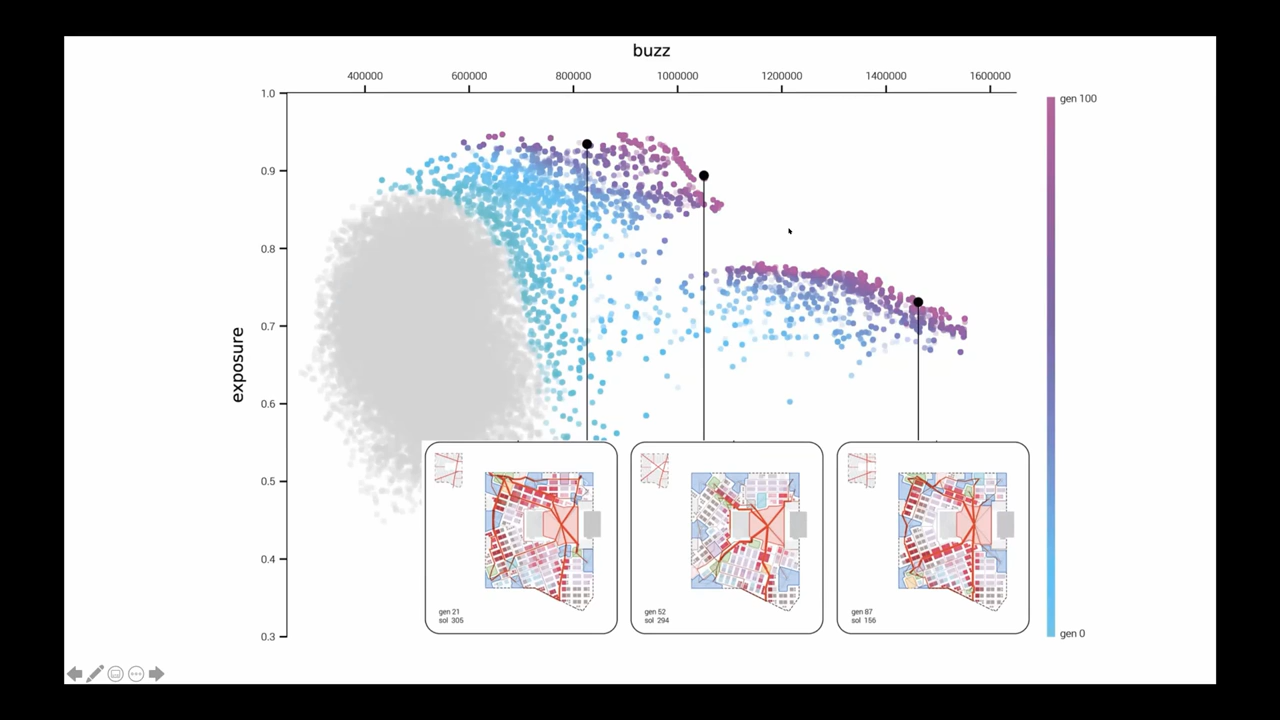 buzz
400000 600000 800000 1000000 1200000 1400000 1600000
1.0
0.9
0.8
0.7
0.6
0.5
0.4
0.3
exposure
gen 100
gen 0
gen 21
sol 305
gen 52
sol 294
gen 87
sol 156